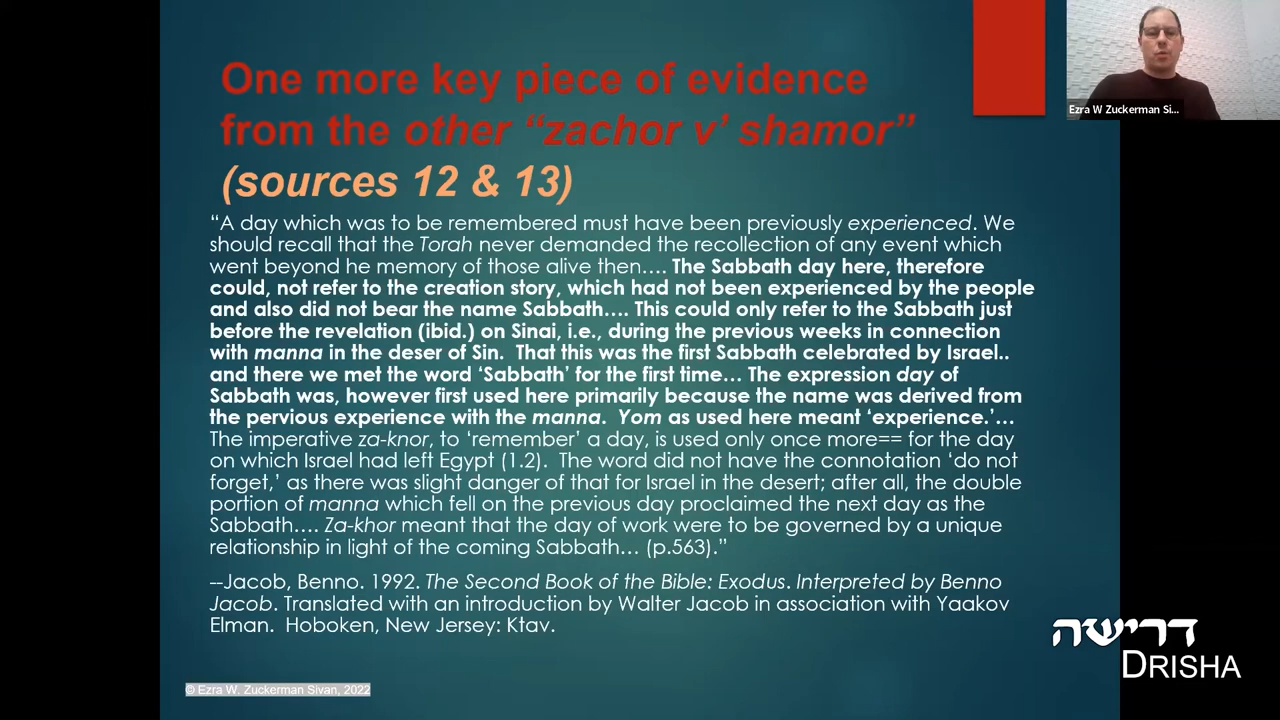 One more key piece of evidence
from the other “zachor v’ shamor”
(sources 12 & 13)
“A day which was to be remembered must have been previously experienced. We
should recall that the Torah never demanded the recollection of any event which
went beyond he memory of those alive then…. The Sabbath day here, therefore
could, not refer to the creation story, which had not been experienced by the people
and also did not bear the name Sabbath…. This could only refer to the Sabbath just
before the revelation (ibid.) on Sinai, i.e., during the previous weeks in connection
with manna in the deser of Sin.  That this was the first Sabbath celebrated by Israel..
and there we met the word ‘Sabbath’ for the first time… The expression day of
Sabbath was, however first used here primarily because the name was derived from
the pervious experience with the manna.  Yom as used here meant ‘experience.’…
The imperative za-knor, to ‘remember’ a day, is used only once more== for the day
on which Israel had left Egypt (1.2).  The word did not have the connotation ‘do not
forget,’ as there was slight danger of that for Israel in the desert; after all, the double
portion of manna which fell on the previous day proclaimed the next day as the
Sabbath…. Za-khor meant that the day of work were to be governed by a unique
relationship in light of the coming Sabbath… (p.563).”
--Jacob, Benno. 1992. The Second Book of the Bible: Exodus. Interpreted by Benno
Jacob. Translated with an introduction by Walter Jacob in association with Yaakov
Elman.  Hoboken, New Jersey: Ktav.
© Ezra W. Zuckerman Sivan, 2022
Ezra W Zuckerman Si...
דרישה
DRISHA